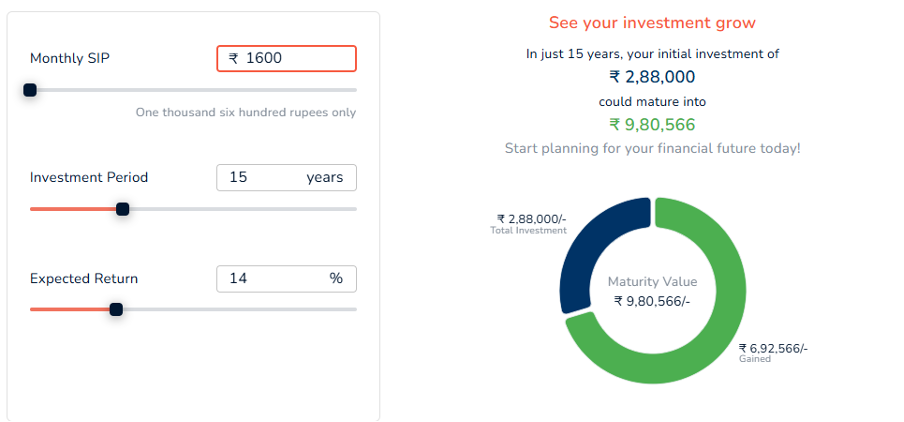 Monthly SIP
₹ 1600
One thousand six hundred rupees only
Investment Period
15 years
Expected Return
14 %
See your investment grow
In just 15 years, your initial investment of
₹ 2,88,000
could mature into
₹ 9,80,566
Start planning for your financial future today!
₹ 2,88,000/-
Total Investment
Maturity Value
₹ 9,80,566/-
₹ 6,92,566/-
Gained